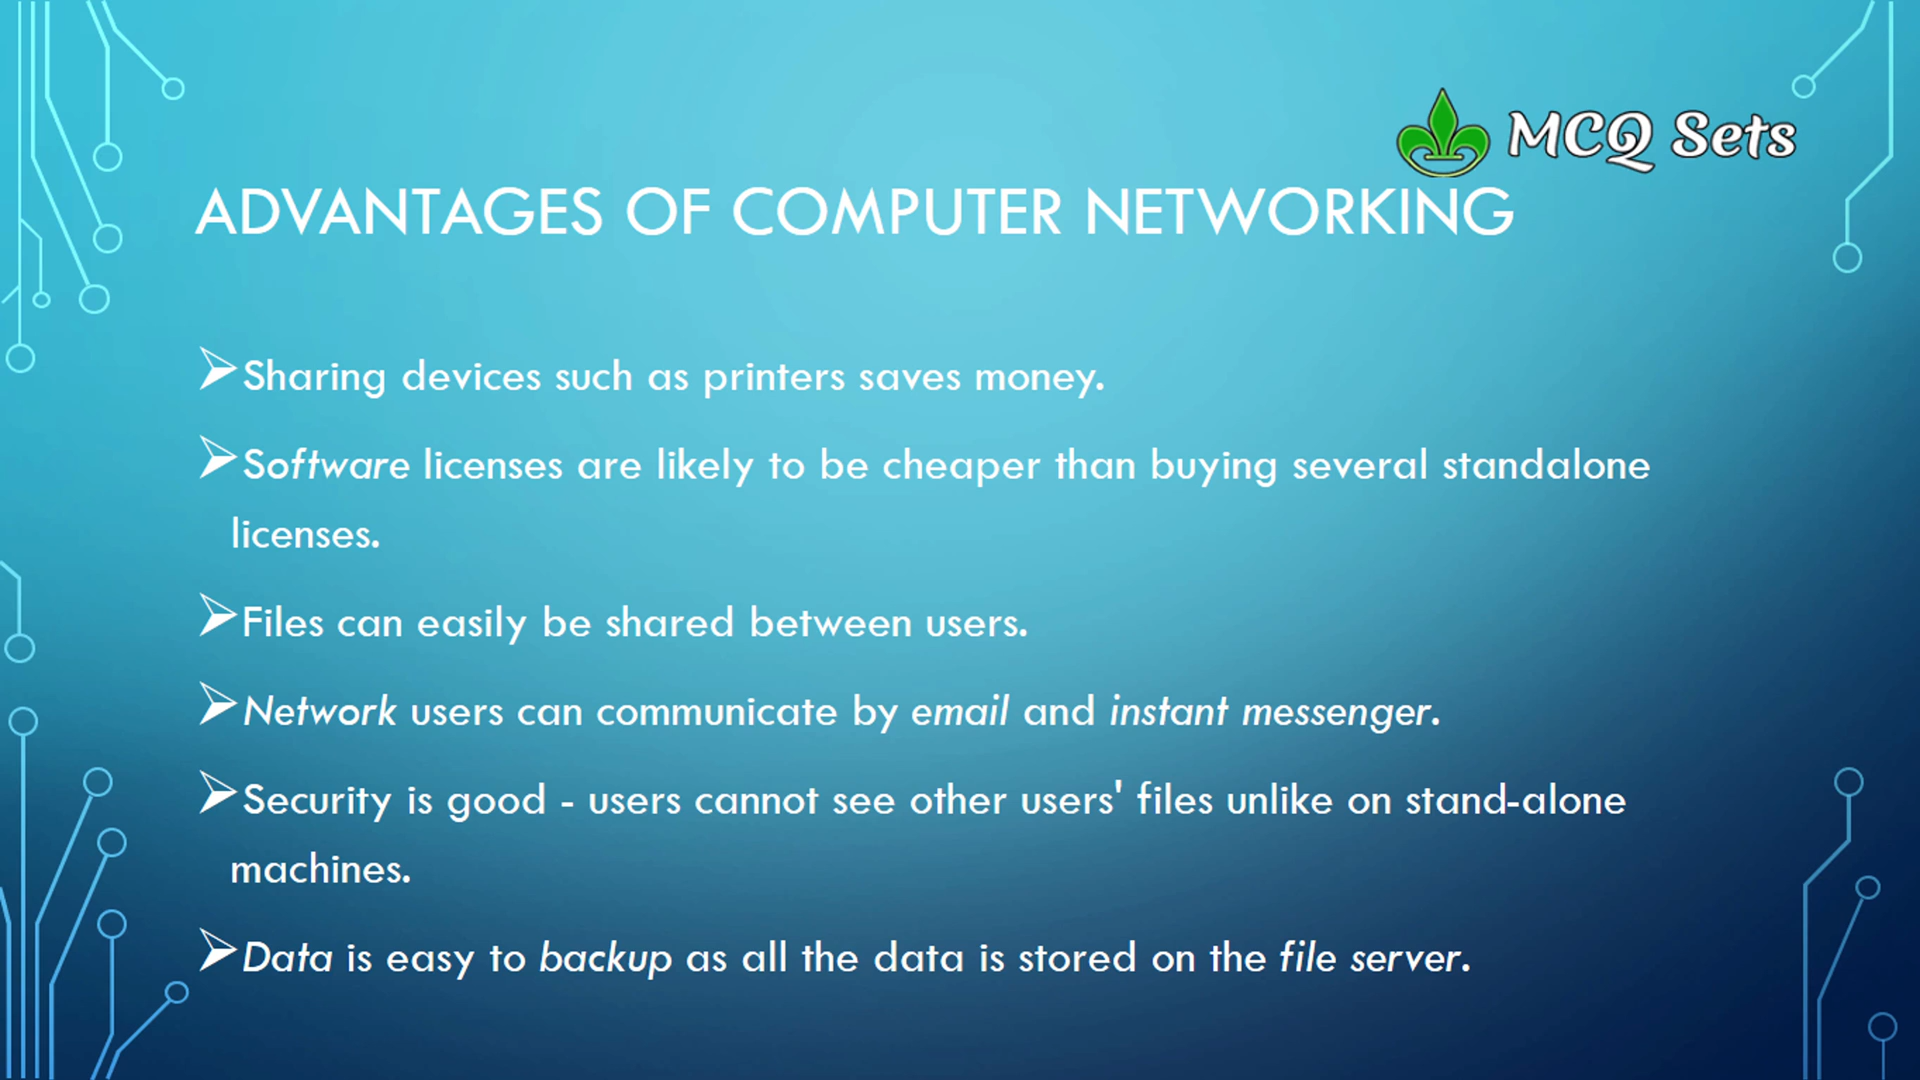 MCQ Sets
ADVANTAGES OF COMPUTER NETWORKING
➢Sharing devices such as printers saves money.
➢Software licenses are likely to be cheaper than buying several standalone
licenses.
➢Files can easily be shared between users.
➢Network users can communicate by email and instant messenger.
➢Security is good - users cannot see other users' files unlike on stand-alone
machines.
➢Data is easy to backup as all the data is stored on the file server.